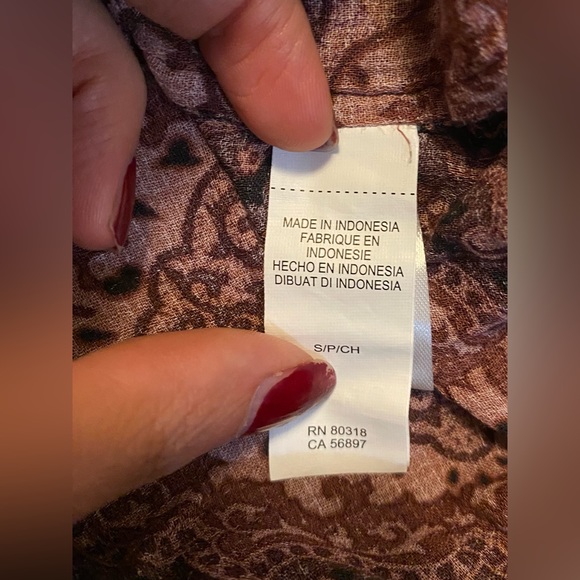 MADE IN INDONESIA
FABRIQUE EN
INDONESIE
HECHO EN INDONESIA
DIBUAT DI INDONESIA
S/P/CH
RN 80318
CA 56897